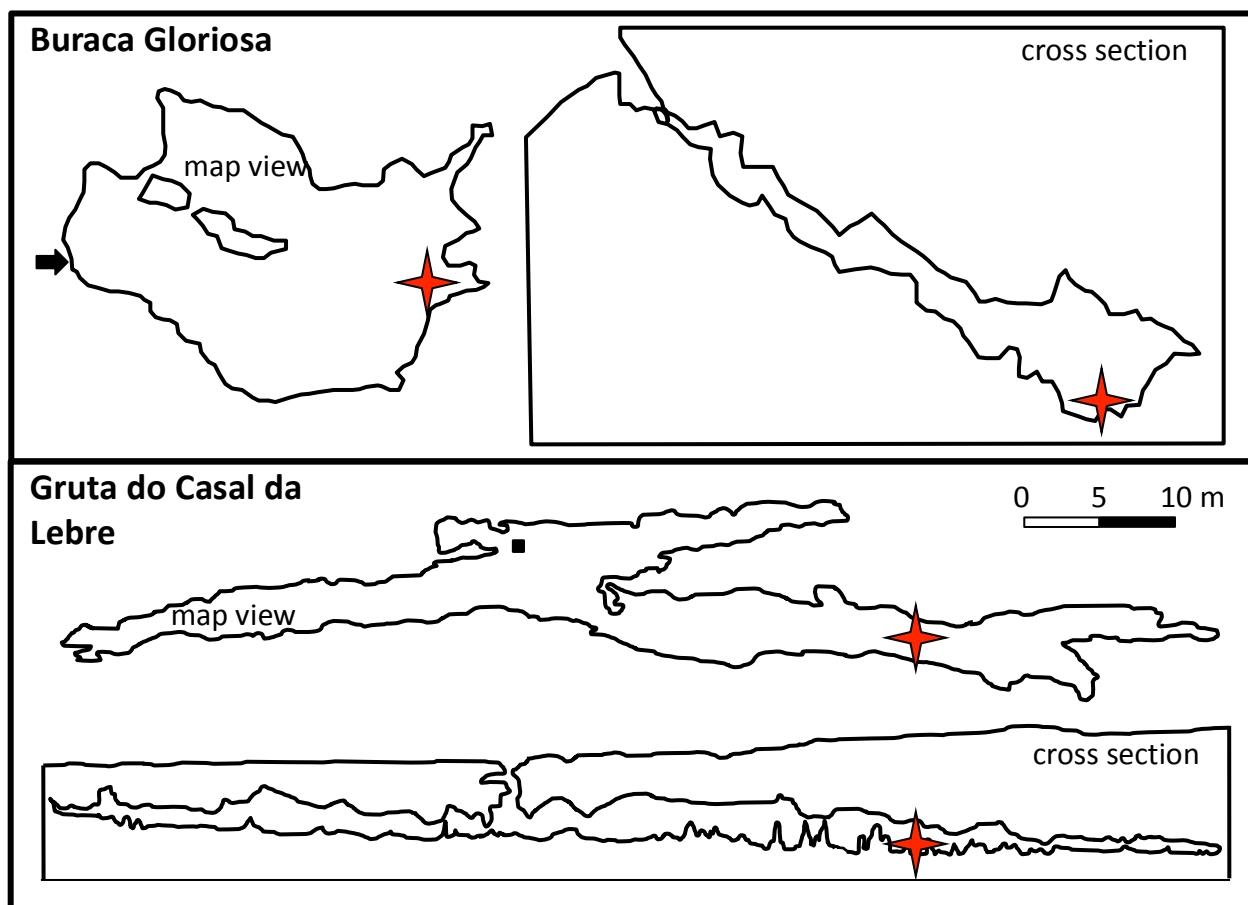 Buraca Gloriosa
cross section
map view
Gruta do Casal da
Lebre
0 5 10 m
map view
cross section